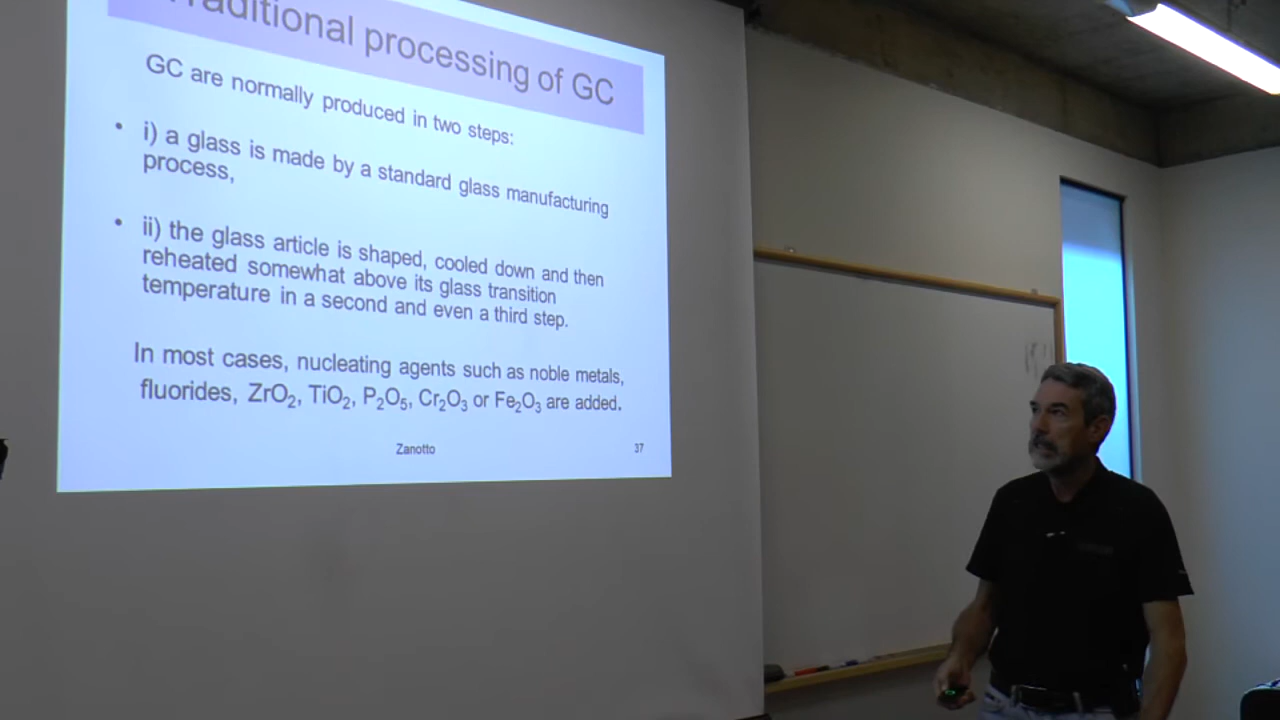 Traditional processing of GC
GC are normally produced in two steps:
• i) a glass is made by a standard glass manufacturing
process,
• ii) the glass article is shaped, cooled down and then
reheated somewhat above its glass transition
temperature in a second and even a third step.
In most cases, nucleating agents such as noble metals,
fluorides, ZrO₂, TiO₂, P₂O₅, Cr₂O₃ or Fe₂O₃ are added.
Zanotto
37